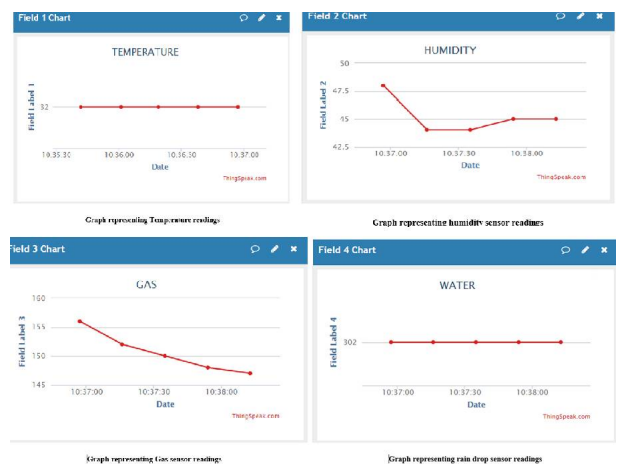 Field 1 Chart
TEMPERATURE
Field Label 1
32
10:35:30 10:36:00 10:36:30 10:37:00
Date
ThingSpeak.com
Graph representing Temperature readings
Field 2 Chart
HUMIDITY
Field Label 2
50
47.5
45
42.5
10:37:00 10:37:30 10:38:00
Date
ThingSpeak.com
Graph representing humidity sensor readings
Field 3 Chart
GAS
Field Label 3
160
155
150
145
10:37:00 10:37:30 10:38:00
Date
ThingSpeak.com
Graph representing Gas sensor readings
Field 4 Chart
WATER
Field Label 4
302
10:37:00 10:37:30 10:38:00
Date
ThingSpeak.com
Graph representing rain drop sensor readings